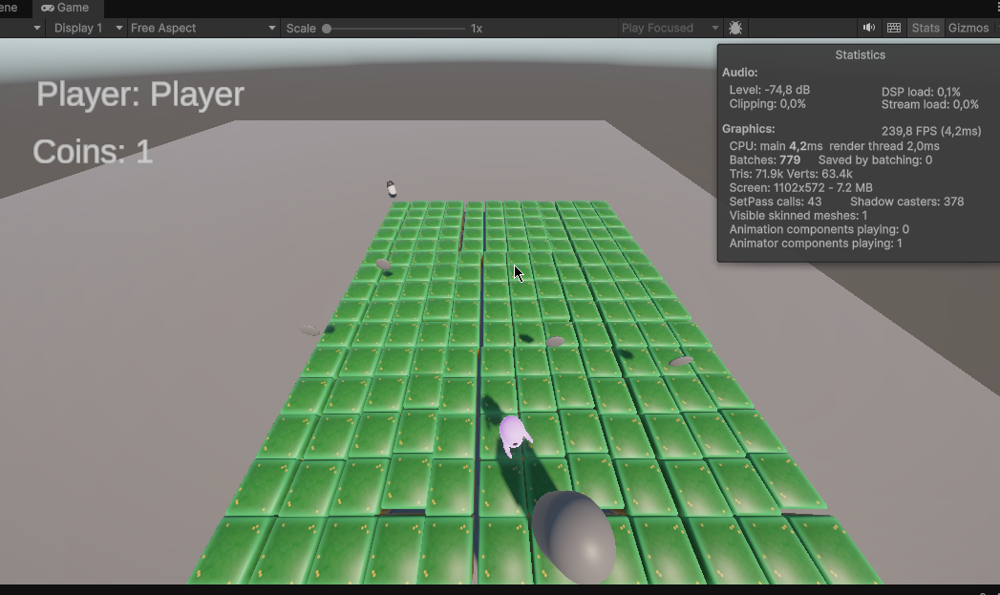 ene
Game
Display 1
Free Aspect
Scale
1x
Play Focused
Stats
Gizmos
Player: Player
Coins: 1
Statistics
Audio:
Level: -74,8 dB
DSP load: 0,1%
Clipping: 0,0%
Stream load: 0,0%
Graphics:
239,8 FPS (4,2ms)
CPU: main 4,2ms render thread 2,0ms
Batches: 779 Saved by batching: 0
Tris: 71.9k Verts: 63.4k
Screen: 1102x572 - 7.2 MB
SetPass calls: 43 Shadow casters: 378
Visible skinned meshes: 1
Animation components playing: 0
Animator components playing: 1